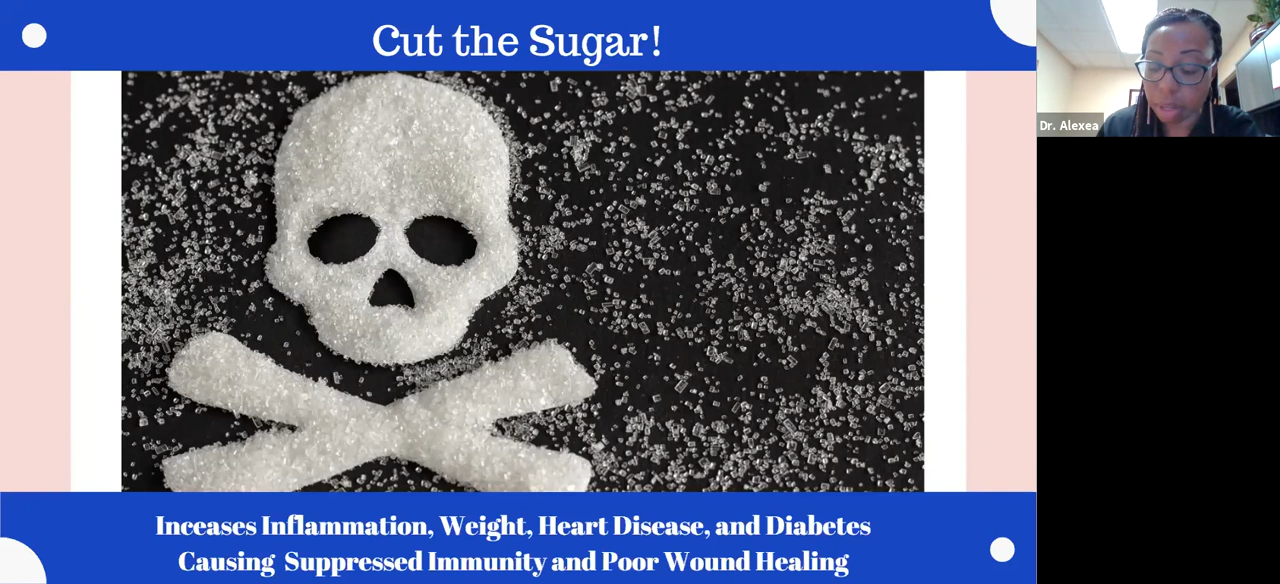 Cut the Sugar!
Dr. Alexea
Inceases Inflammation, Weight, Heart Disease, and Diabetes
Causing Suppressed Immunity and Poor Wound Healing